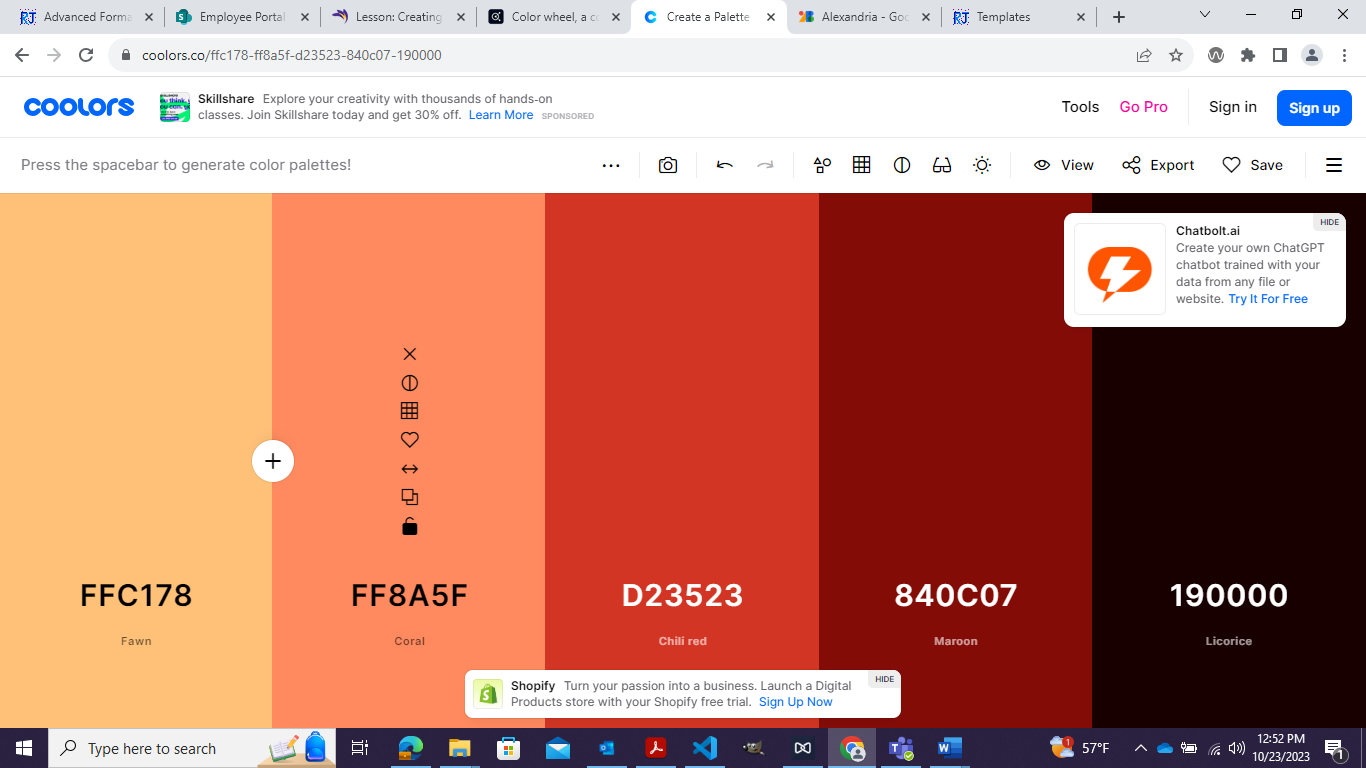 Advanced Forma
Employee Portal
Lesson: Creating
Color wheel, a co
Create a Palette
Alexandria - Goo
Templates
coolors.co/ffc178-ff8a5f-d23523-840c07-190000
coolors
Skillshare Explore your creativity with thousands of hands-on
classes. Join Skillshare today and get 30% off. Learn More SPONSORED
Tools
Go Pro
Sign in
Sign up
Press the spacebar to generate color palettes!
View
Export
Save
HIDE
Chatbolt.ai
Create your own ChatGPT
chatbot trained with your
data from any file or
website. Try It For Free
FFC178
Fawn
FF8A5F
Coral
D23523
Chili red
840C07
Maroon
190000
Licorice
HIDE
Shopify Turn your passion into a business. Launch a Digital
Products store with your Shopify free trial. Sign Up Now
Type here to search
1
57°F
12:52 PM
10/23/2023
1